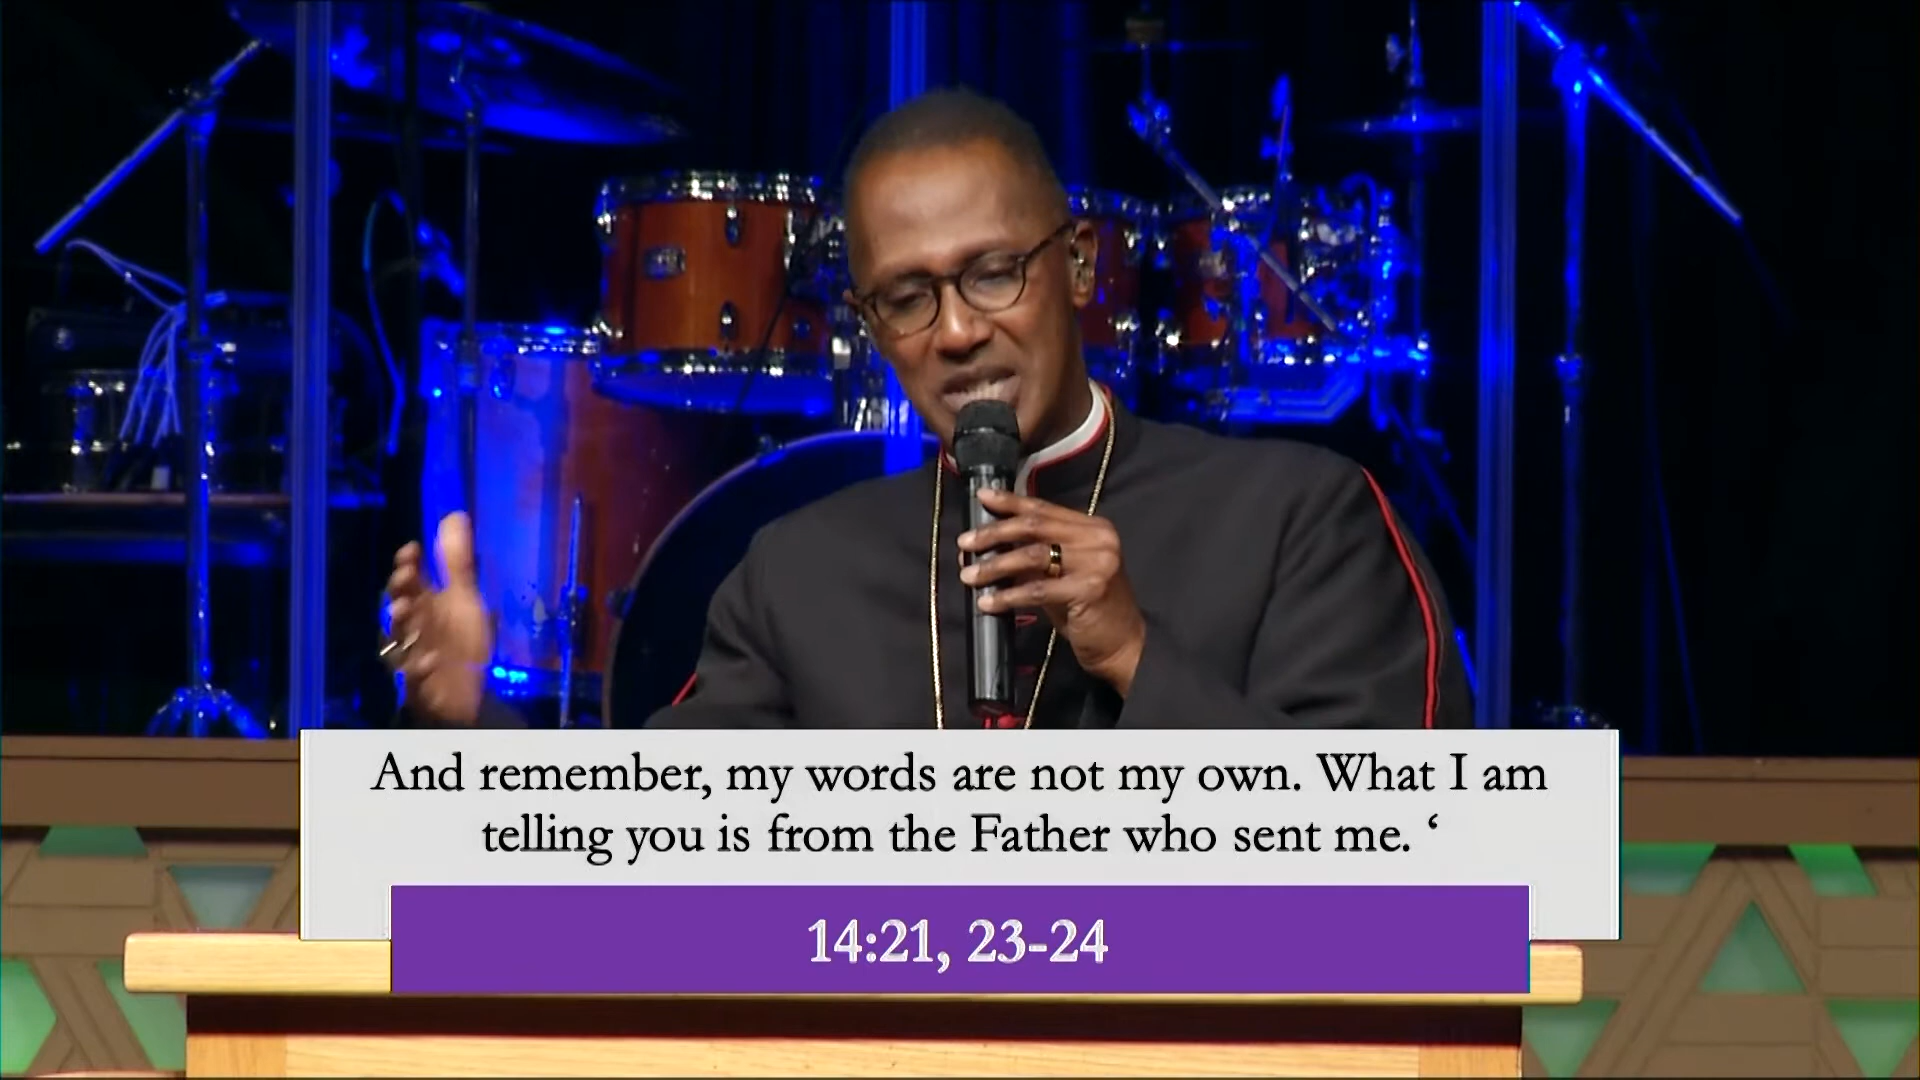 And remember, my words are not my own. What I am
telling you is from the Father who sent me. ‘
14:21, 23-24